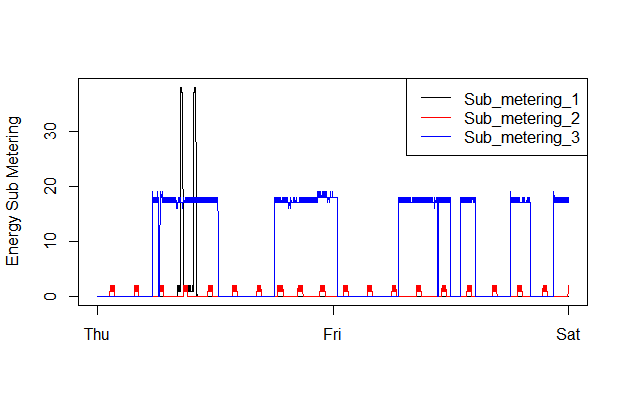 Sub_metering_1
Sub_metering_2
Sub_metering_3
Energy Sub Metering
30
20
10
0
Thu
Fri
Sat